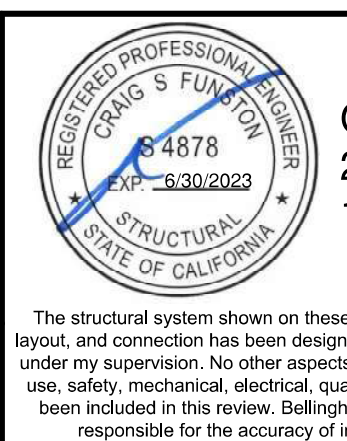 REGISTERED PROFESSIONAL ENGINEER
CRAIG S FUNSTON
S 4878
EXP. 6/30/2023
STRUCTURAL
STATE OF CALIFORNIA
The structural system shown on these
layout, and connection has been design
under my supervision. No other aspects
use, safety, mechanical, electrical, qua
been included in this review. Bellingh
responsible for the accuracy of in